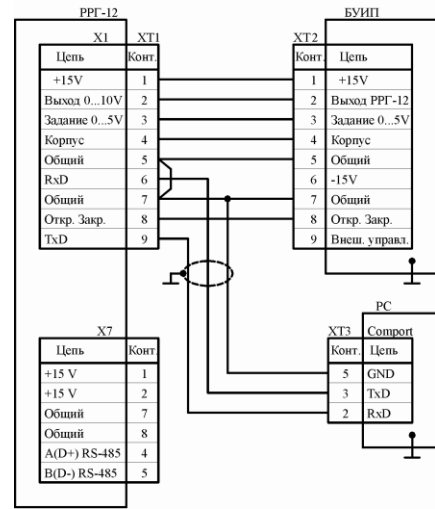 РРГ-12 БУИП
X1 XT1 XT2
Цепь Конт. Конт. Цепь
+15V 1 1 +15V
Выход 0...10V 2 2 Выход РРГ-12
Задание 0...5V 3 3 Задание 0...5V
Корпус 4 4 Корпус
Общий 5 5 Общий
RxD 6 6 -15V
Общий 7 7 Общий
Откр. Закр. 8 8 Откр. Закр.
TxD 9 9 Внеш. управл.
PC
X7 XT3 Comport
Цепь Конт. Конт. Цепь
+15 V 1 5 GND
+15 V 2 3 TxD
Общий 7 2 RxD
Общий 8
A(D+) RS-485 4
B(D-) RS-485 5